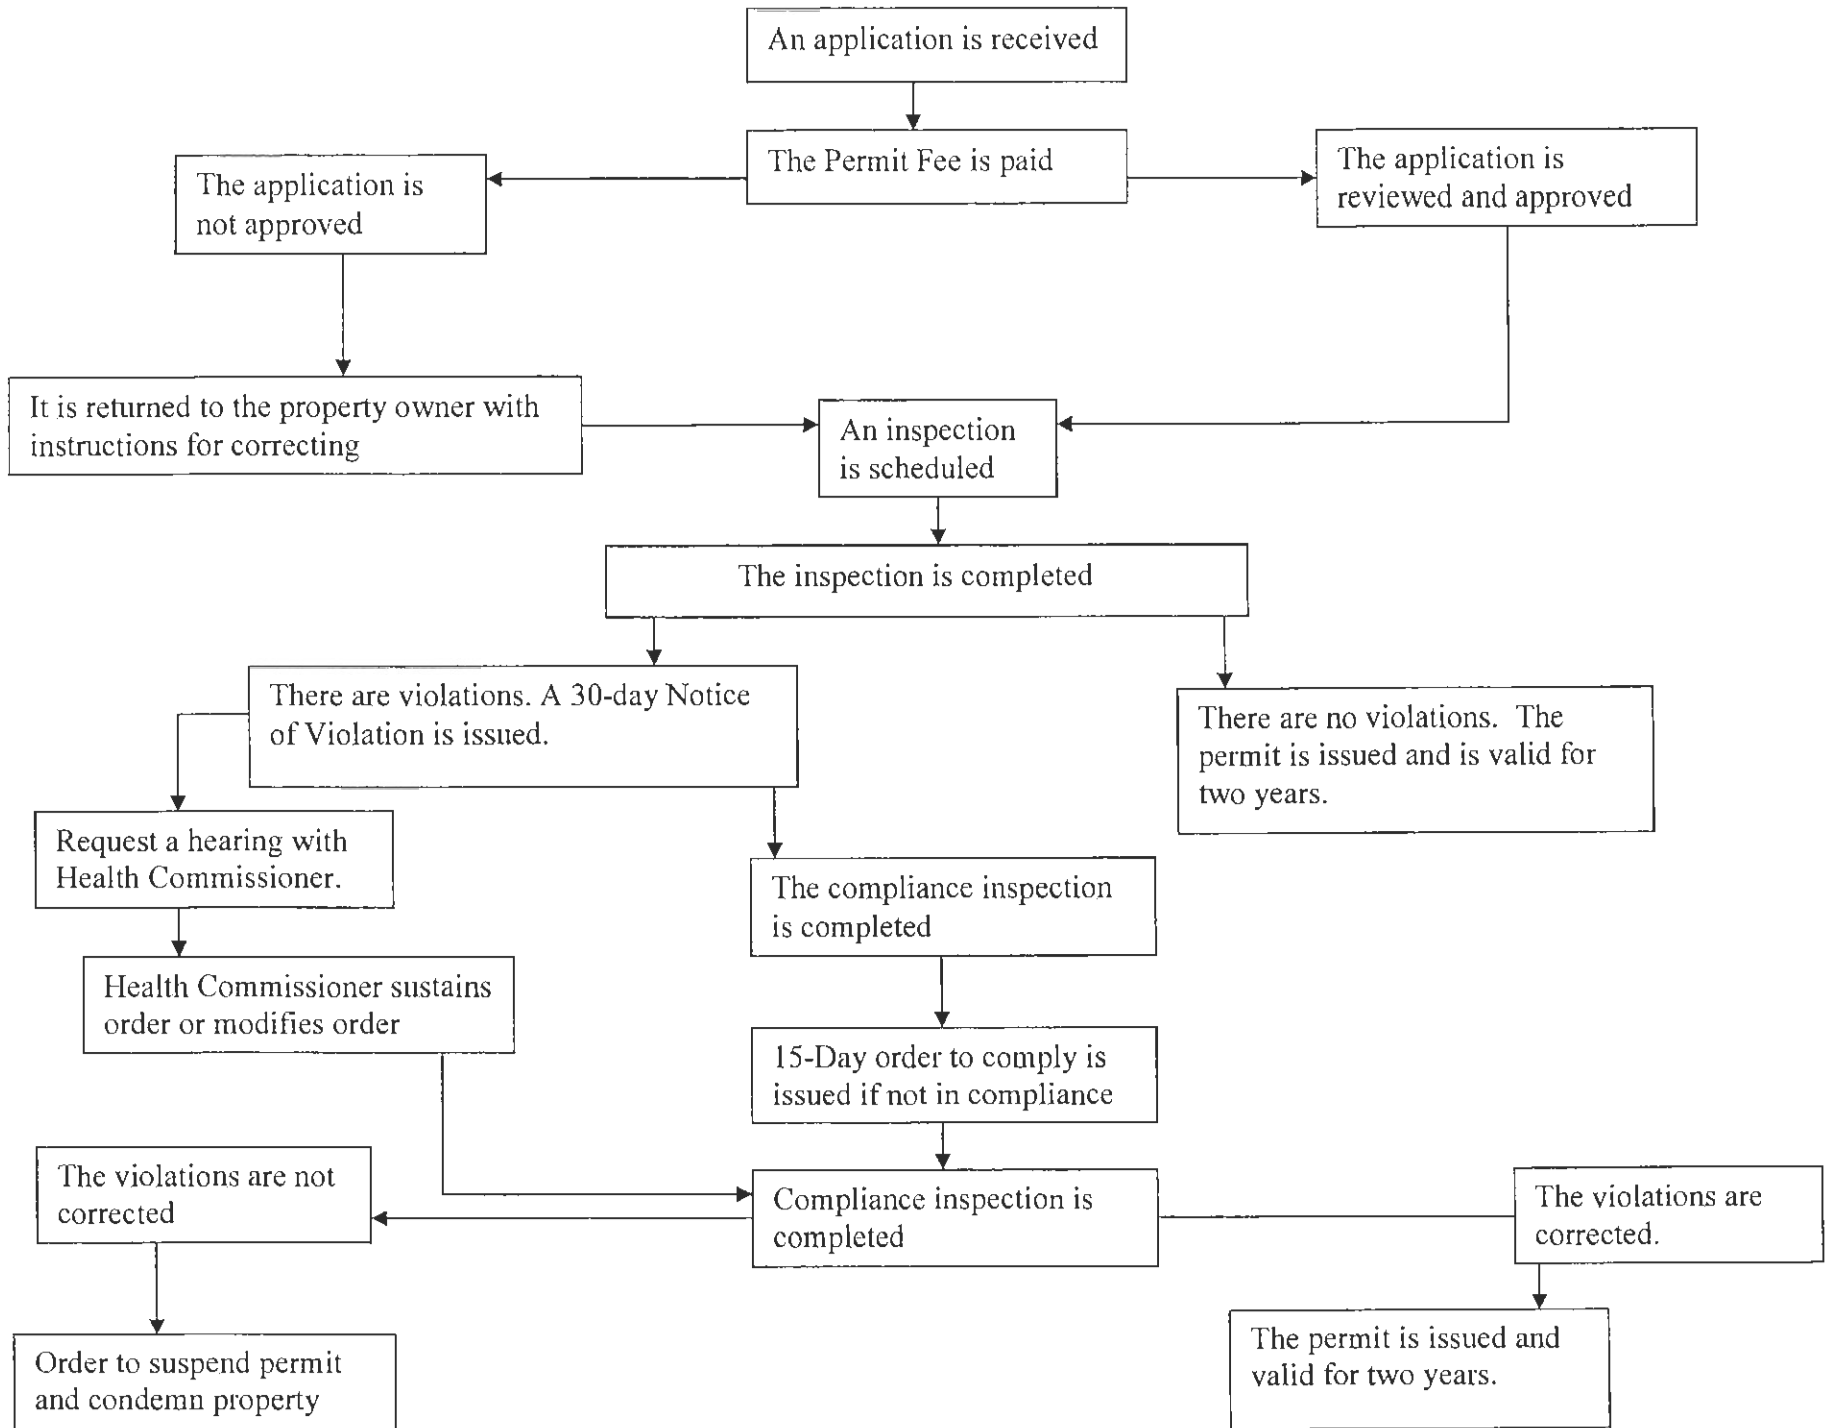 An application is received
The Permit Fee is paid
The application is
not approved
The application is
reviewed and approved
It is returned to the property owner with
instructions for correcting
An inspection
is scheduled
The inspection is completed
There are violations. A 30-day Notice
of Violation is issued.
There are no violations. The
permit is issued and is valid for
two years.
Request a hearing with
Health Commissioner.
The compliance inspection
is completed
Health Commissioner sustains
order or modifies order
15-Day order to comply is
issued if not in compliance
The violations are not
corrected
Compliance inspection is
completed
The violations are
corrected.
Order to suspend permit
and condemn property
The permit is issued and
valid for two years.